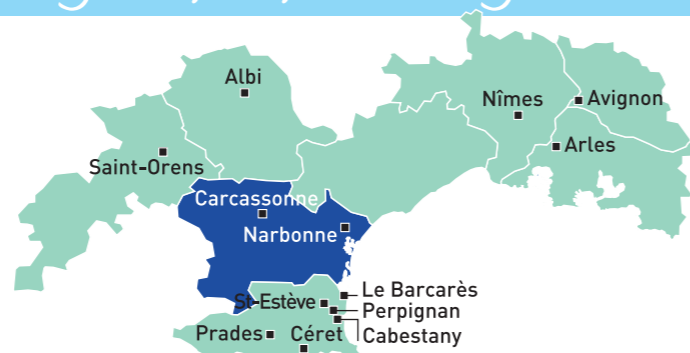 Albi
Nîmes
Avignon
Arles
Saint-Orens
Carcassonne
Narbonne
Le Barcarès
St-Estève
Perpignan
Prades
Céret
Cabestany